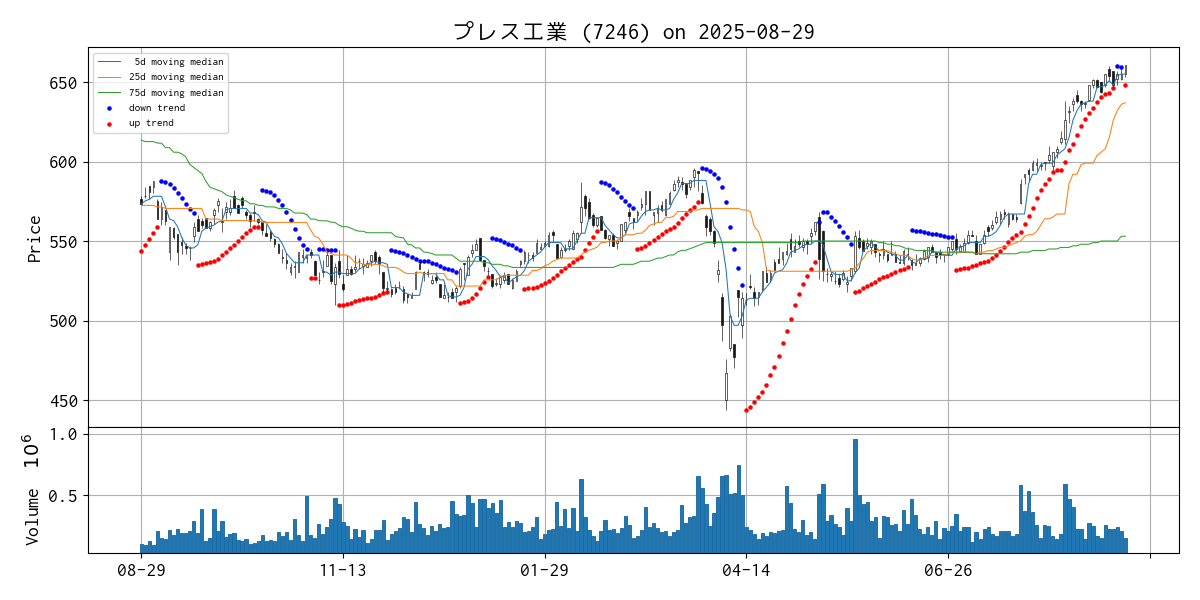 プレス工業 (7246) on 2025-08-29
5d moving median
25d moving median
75d moving median
down trend
up trend
Price
650
600
550
500
450
Volume 10^6
1.0
0.5
08-29 11-13 01-29 04-14 06-26